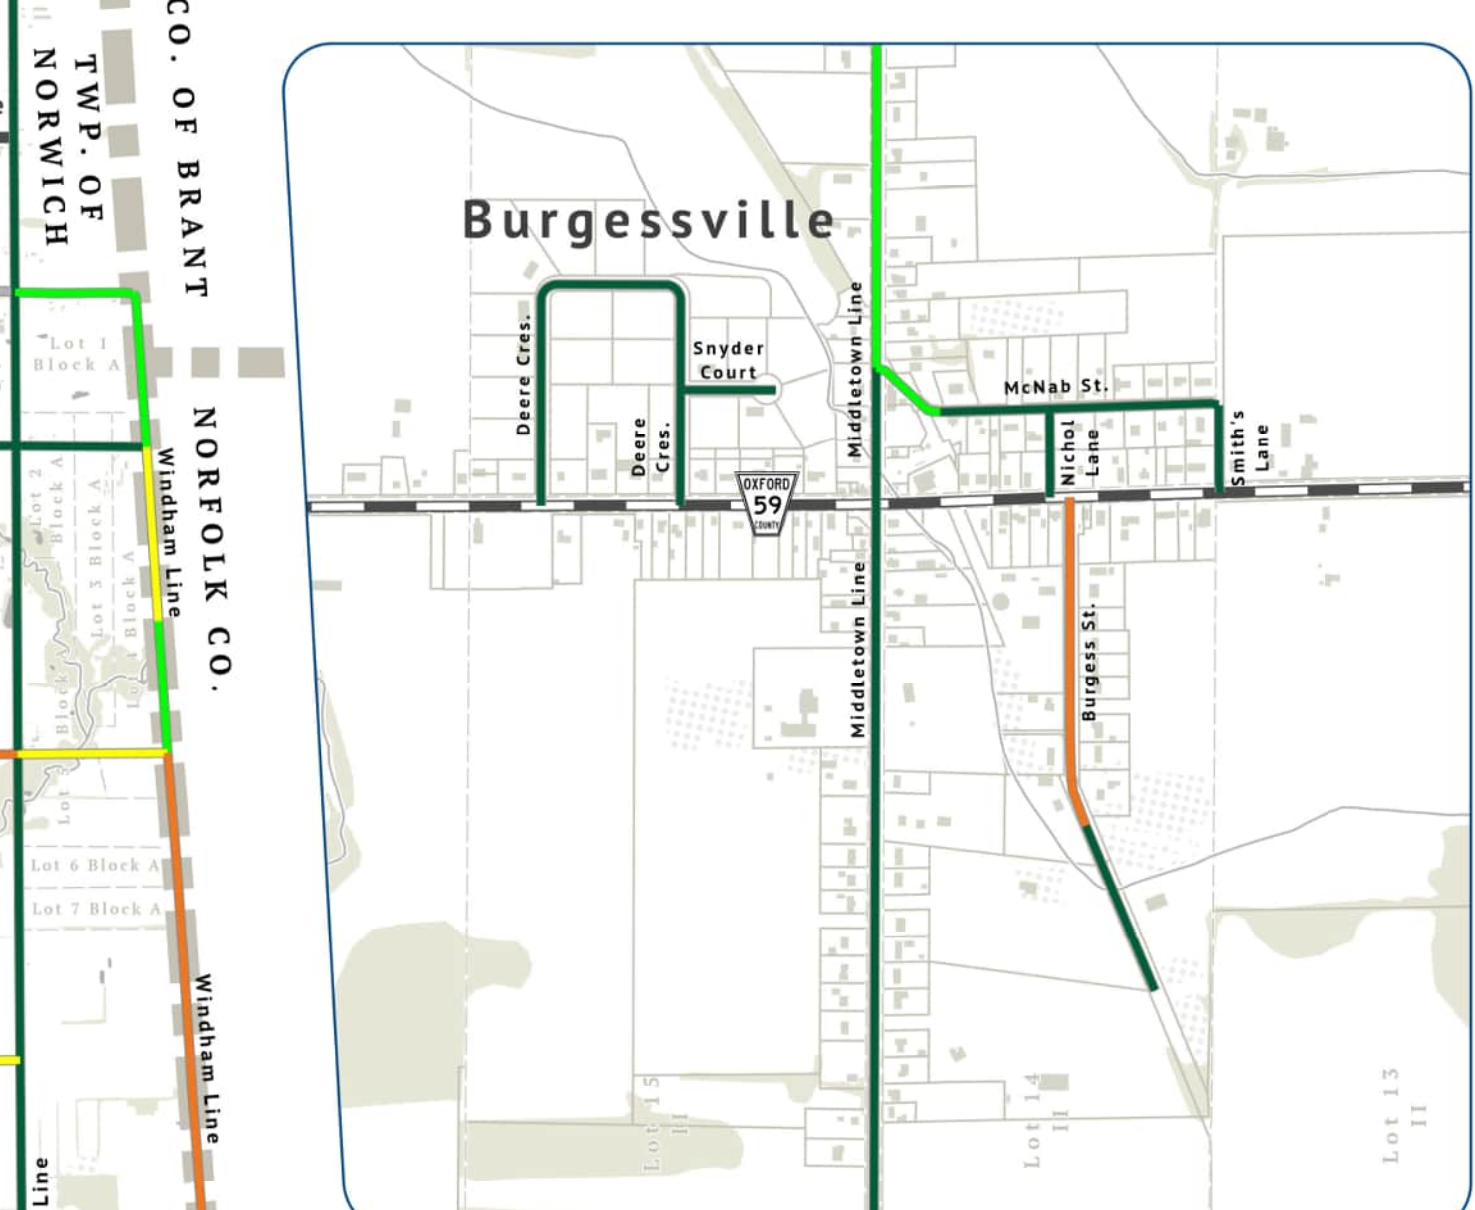 CO. OF BRANT
TWP. OF
NORWICH
NORFOLK CO.
Lot 1
Block A
Lot 2
Block A
Lot 3 Block A
Block A
Block A
Lot 5
Lot 6 Block A
Lot 7 Block A
Windham Line
Windham Line
Line
Burgessville
Deere Cres.
Deere
Cres.
Snyder
Court
Middletown Line
McNab St.
Nichol
Lane
Smith's
Lane
OXFORD
59
COUNTY
Middletown Line
Burgess St.
Lot 15
II
Lot 14
II
Lot 13
II